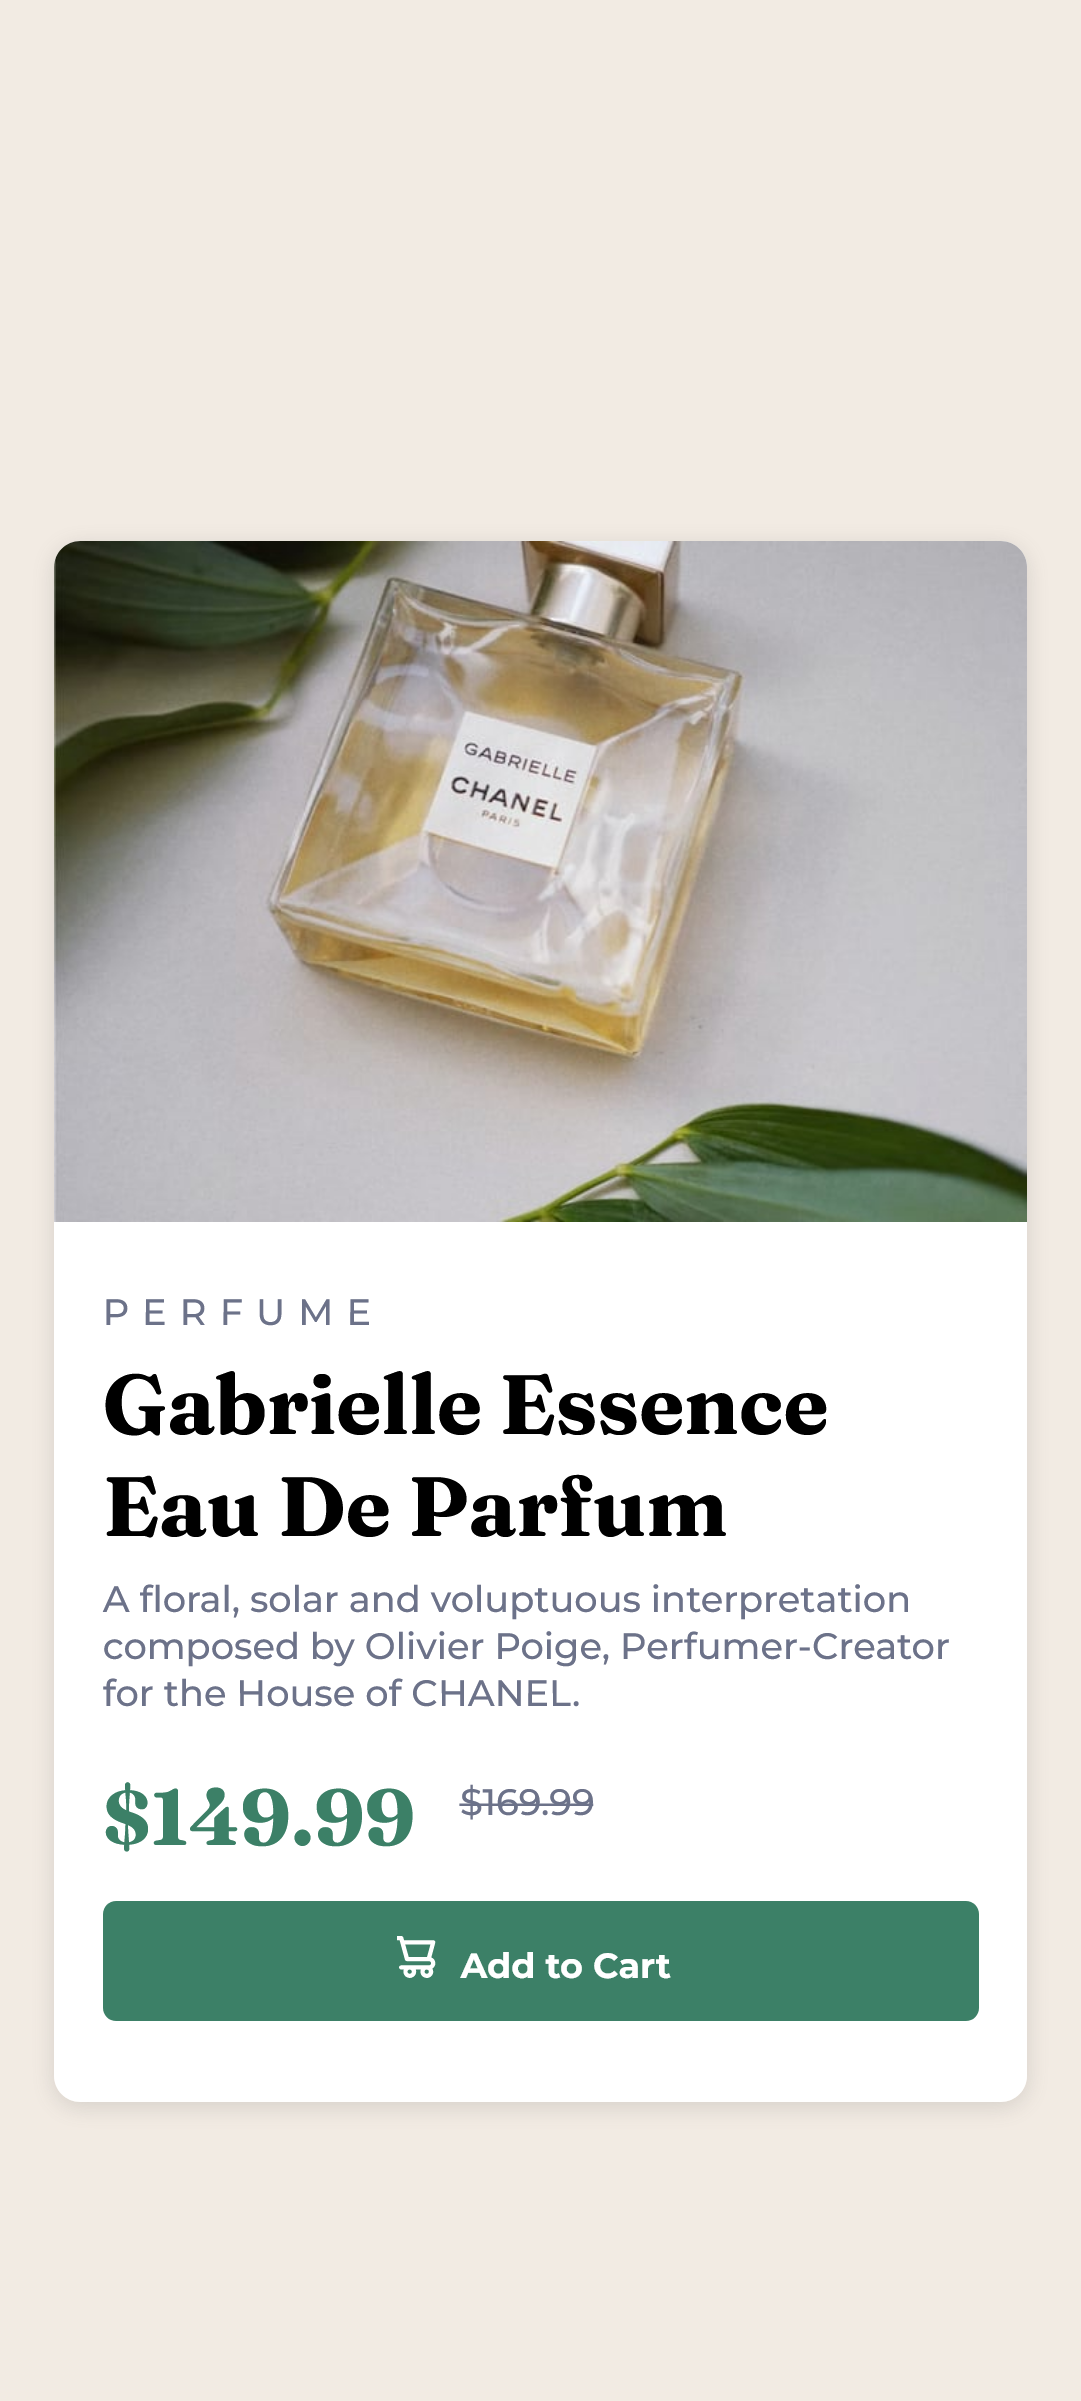 GABRIELLE
CHANEL
PARIS
PERFUME
Gabrielle Essence
Eau De Parfum
A floral, solar and voluptuous interpretation
composed by Olivier Poige, Perfumer-Creator
for the House of CHANEL.
$149.99 $169.99
Add to Cart